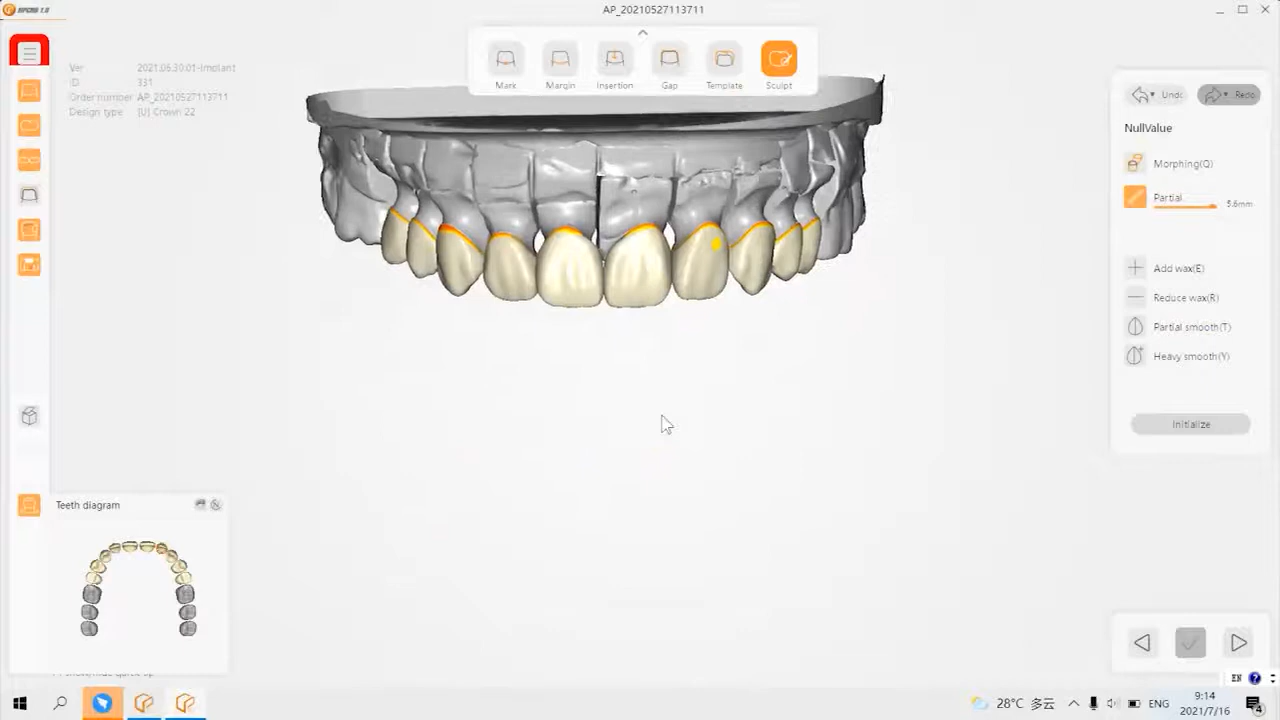 AP_20210527113711
Mark
Margin
Insertion
Gap
Template
Sculpt
Ver 2021.06.30.01-Implant
ID 331
Order number AP_20210527113711
Design type [U] Crown 22
Undo
Redo
NullValue
Morphing(Q)
Partial
5.6mm
Add wax(E)
Reduce wax(R)
Partial smooth(T)
Heavy smooth(Y)
Initialize
Teeth diagram
EN
28°C 多云
ENG
9:14
2021/7/16
4